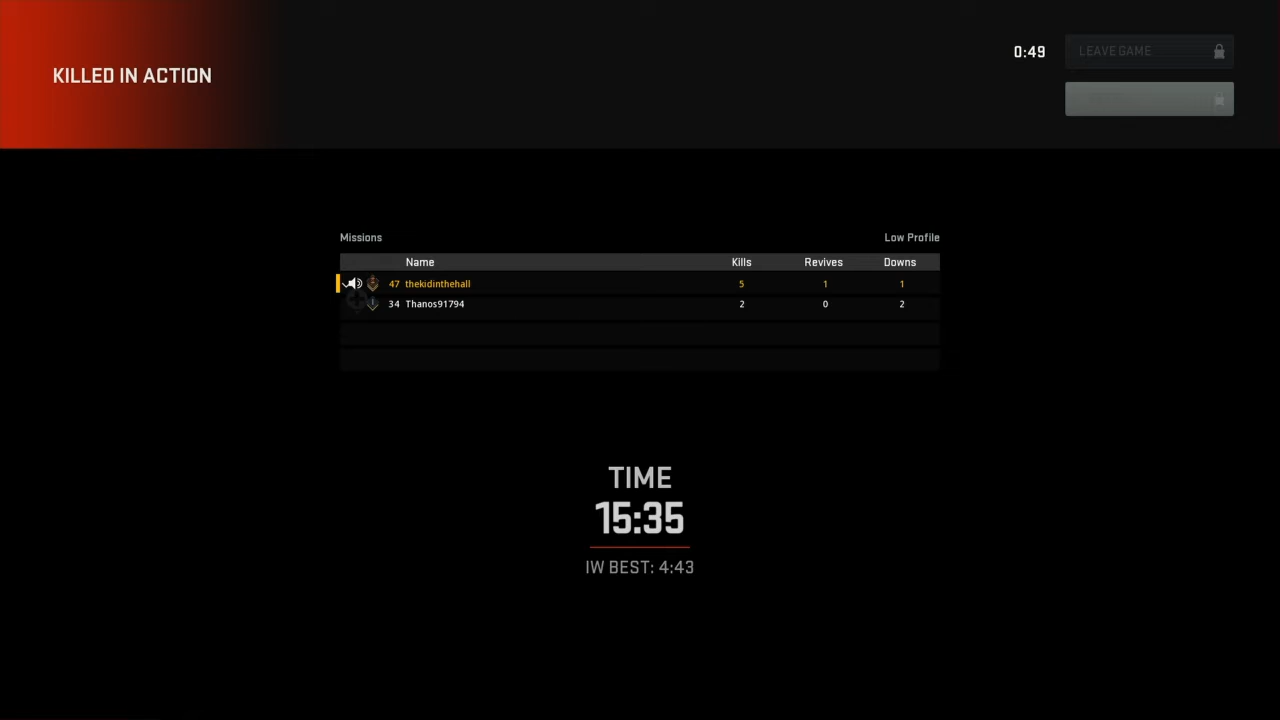 KILLED IN ACTION
0:49
LEAVE GAME
Missions
Low Profile
Name Kills Revives Downs
47 thekidinthehall 5 1 1
34 Thanos91794 2 0 2
TIME
15:35
IW BEST: 4:43